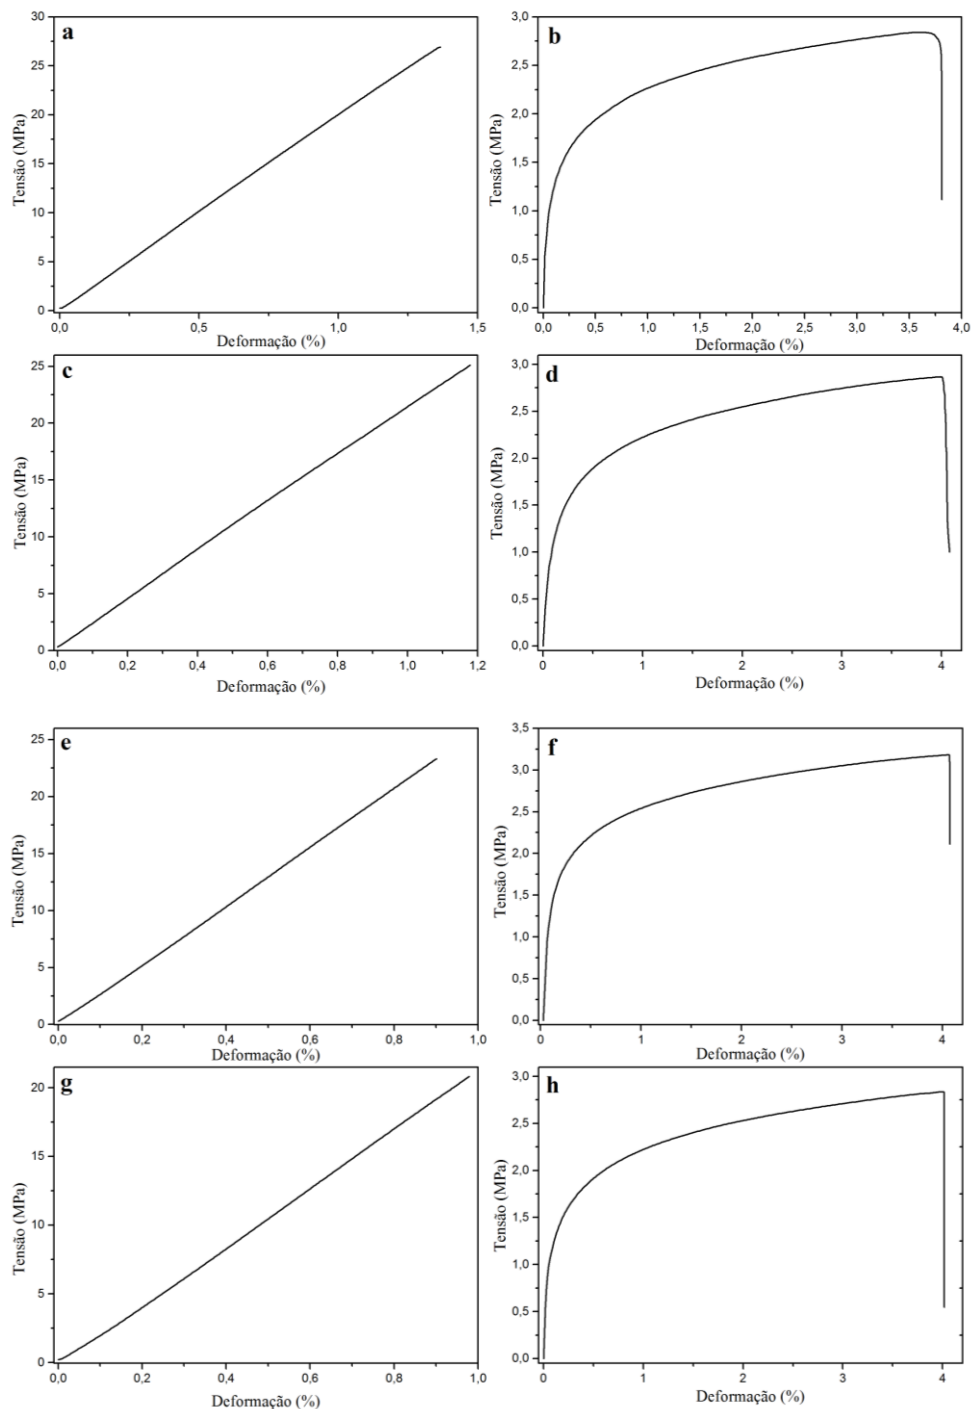 a
Tensão (MPa)
30
25
20
15
10
5
0
0,0 0,5 1,0 1,5
Deformação (%)
b
Tensão (MPa)
3,0
2,5
2,0
1,5
1,0
0,5
0,0
0,0 0,5 1,0 1,5 2,0 2,5 3,0 3,5 4,0
Deformação (%)
c
Tensão (MPa)
25
20
15
10
5
0
0,0 0,2 0,4 0,6 0,8 1,0 1,2
Deformação (%)
d
Tensão (MPa)
3,0
2,5
2,0
1,5
1,0
0,5
0,0
0 1 2 3 4
Deformação (%)
e
Tensão (MPa)
25
20
15
10
5
0
0,0 0,2 0,4 0,6 0,8 1,0
Deformação (%)
f
Tensão (MPa)
3,5
3,0
2,5
2,0
1,5
1,0
0,5
0,0
0 1 2 3 4
Deformação (%)
g
Tensão (MPa)
20
15
10
5
0
0,0 0,2 0,4 0,6 0,8 1,0
Deformação (%)
h
Tensão (MPa)
3,0
2,5
2,0
1,5
1,0
0,5
0,0
0 1 2 3 4
Deformação (%)